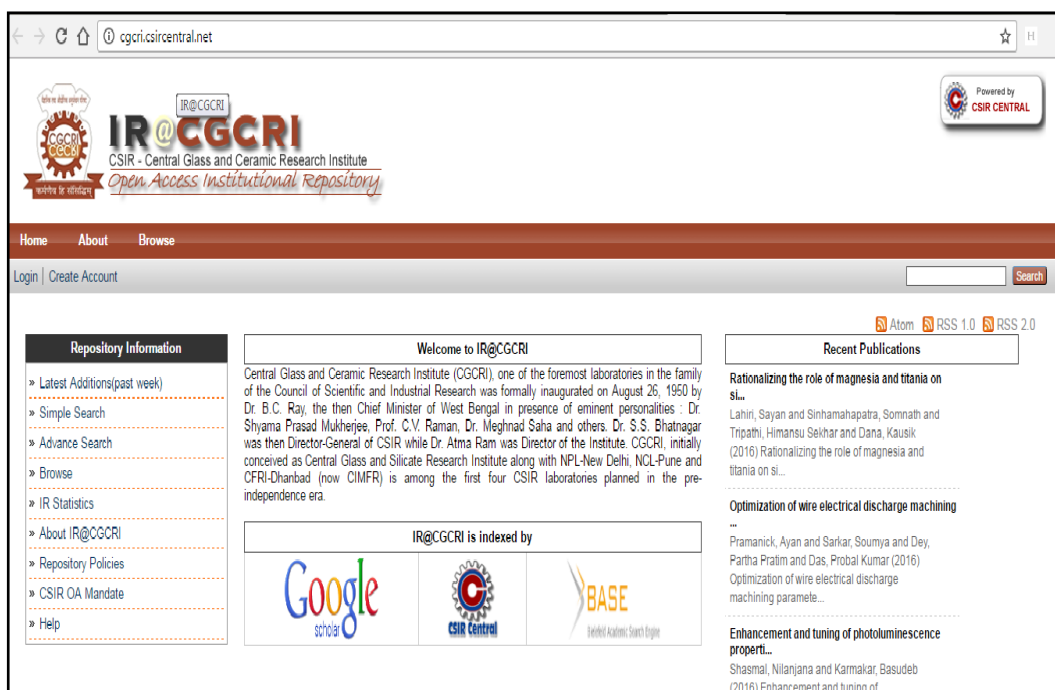 cgcri.csircentral.net
H
IR@CGCRI
CGCRI
CECRI
कर्मणैव हि संसिद्धिम्
IR@CGCRI
CSIR - Central Glass and Ceramic Research Institute
Open Access Institutional Repository
Powered by
CSIR CENTRAL
Home About Browse
Login | Create Account
Search
Atom RSS 1.0 RSS 2.0
Repository Information
» Latest Additions(past week)
» Simple Search
» Advance Search
» Browse
» IR Statistics
» About IR@CGCRI
» Repository Policies
» CSIR OA Mandate
» Help
Welcome to IR@CGCRI
Central Glass and Ceramic Research Institute (CGCRI), one of the foremost laboratories in the family
of the Council of Scientific and Industrial Research was formally inaugurated on August 26, 1950 by
Dr. B.C. Ray, the then Chief Minister of West Bengal in presence of eminent personalities : Dr.
Shyama Prasad Mukherjee, Prof. C.V. Raman, Dr. Meghnad Saha and others. Dr. S.S. Bhatnagar
was then Director-General of CSIR while Dr. Atma Ram was Director of the Institute. CGCRI, initially
conceived as Central Glass and Silicate Research Institute along with NPL-New Delhi, NCL-Pune and
CFRI-Dhanbad (now CIMFR) is among the first four CSIR laboratories planned in the pre-
independence era.
IR@CGCRI is indexed by
Google
scholar
CSIR Central
BASE
Bielefeld Academic Search Engine
Recent Publications
Rationalizing the role of magnesia and titania on
si...
Lahiri, Sayan and Sinhamahapatra, Somnath and
Tripathi, Himansu Sekhar and Dana, Kausik
(2016) Rationalizing the role of magnesia and
titania on si...
Optimization of wire electrical discharge machining
...
Pramanick, Ayan and Sarkar, Soumya and Dey,
Partha Pratim and Das, Probal Kumar (2016)
Optimization of wire electrical discharge
machining paramete...
Enhancement and tuning of photoluminescence
properti...
Shasmal, Nilanjana and Karmakar, Basudeb
(2016) Enhancement and tuning of